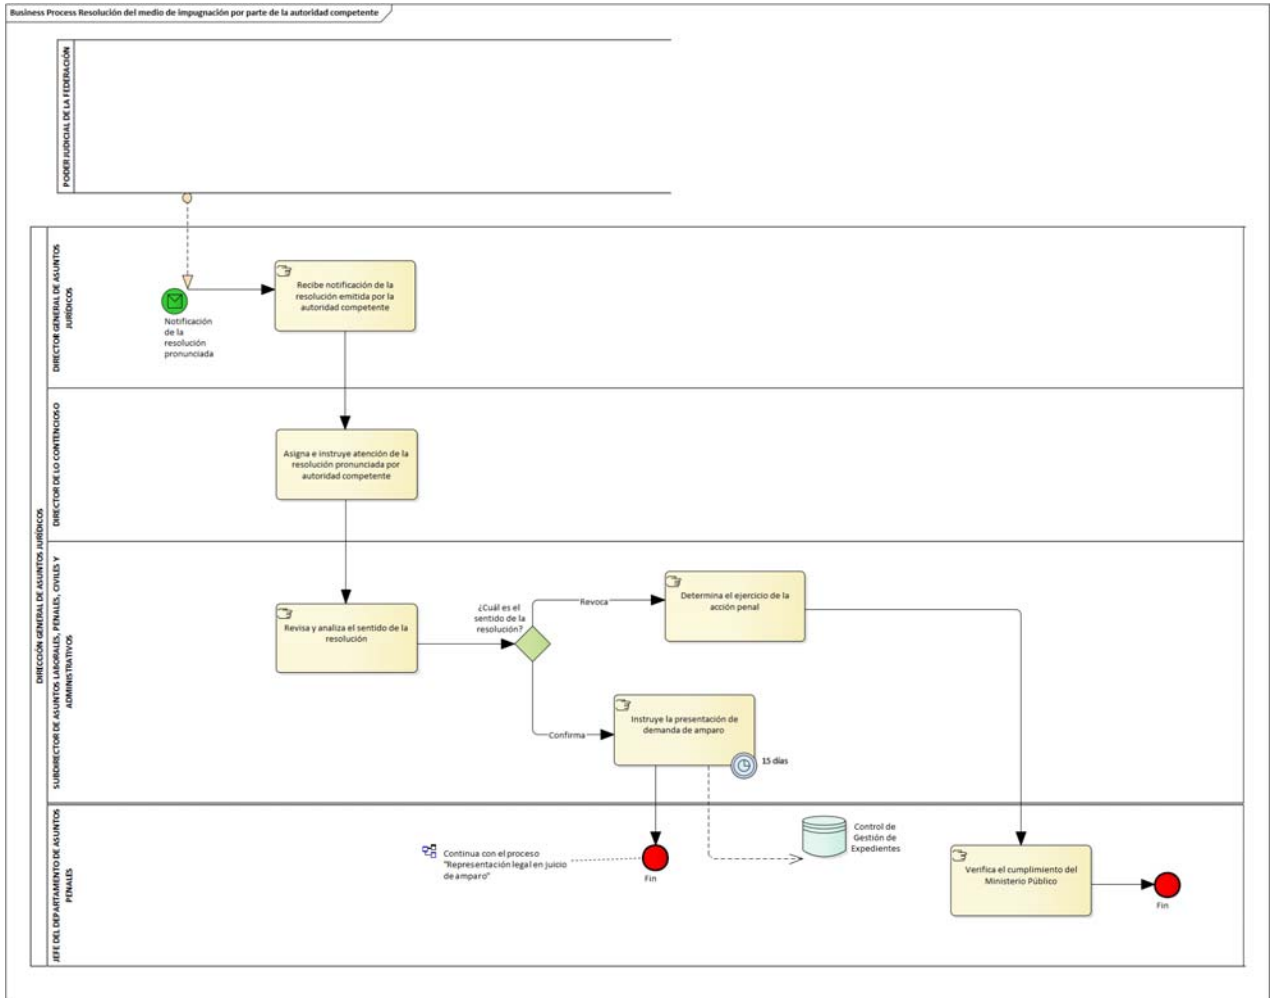 Business Process Resolución del medio de impugnación por parte de la autoridad competente
PODER JUDICIAL DE LA FEDERACIÓN
DIRECCIÓN GENERAL DE ASUNTOS JURÍDICOS
DIRECTOR GENERAL DE ASUNTOS
JURÍDICOS
Notificación
de la
resolución
pronunciada
Recibe notificación de la
resolución emitida por la
autoridad competente
DIRECTOR DE LO CONTENCIOSO
Asigna e instruye atención de la
resolución pronunciada por
autoridad competente
SUBDIRECTOR DE ASUNTOS LABORALES, PENALES, CIVILES Y
ADMINISTRATIVOS
Revisa y analiza el sentido de la
resolución
¿Cuál es el
sentido de la
resolución?
Revoca
Determina el ejercicio de la
acción penal
Confirma
Instruye la presentación de
demanda de amparo
15 días
JEFE DEL DEPARTAMENTO DE ASUNTOS
PENALES
Continua con el proceso
"Representación legal en juicio
de amparo"
Fin
Control de
Gestión de
Expedientes
Verifica el cumplimiento del
Ministerio Público
Fin